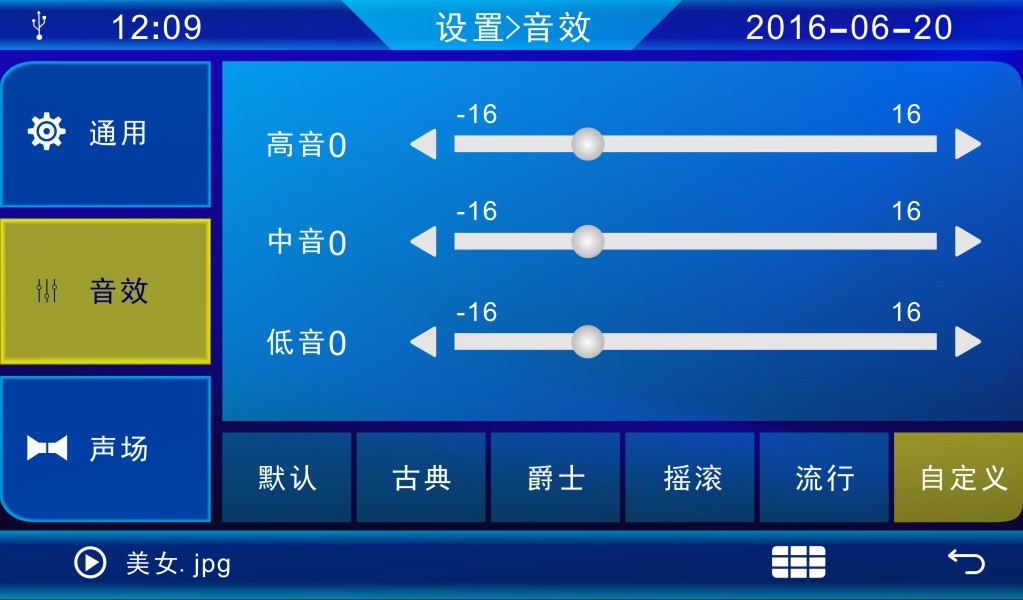 12:09 设置>音效 2016-06-20
通用
音效
声场
-16 16
高音0
-16 16
中音0
-16 16
低音0
默认 古典 爵士 摇滚 流行 自定义
美女.jpg